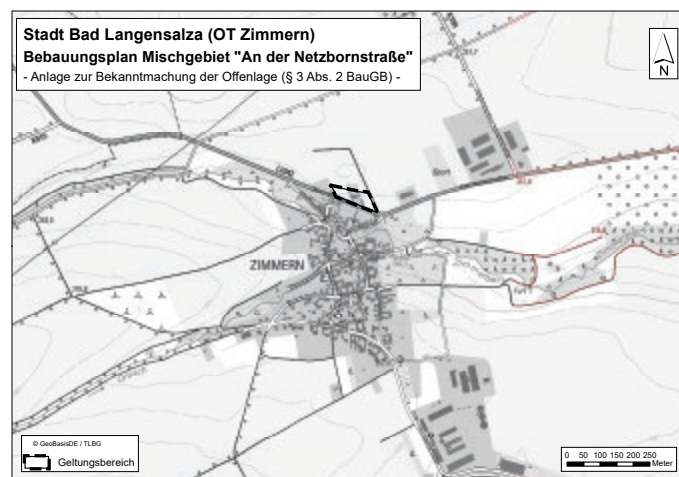 Stadt Bad Langensalza (OT Zimmern)
Bebauungsplan Mischgebiet "An der Netzbornstraße"
- Anlage zur Bekanntmachung der Offenlage (§ 3 Abs. 2 BauGB) -
N
ZIMMERN
© GeoBasisDE / TLBG
Geltungsbereich
0 50 100 150 200 250
Meter